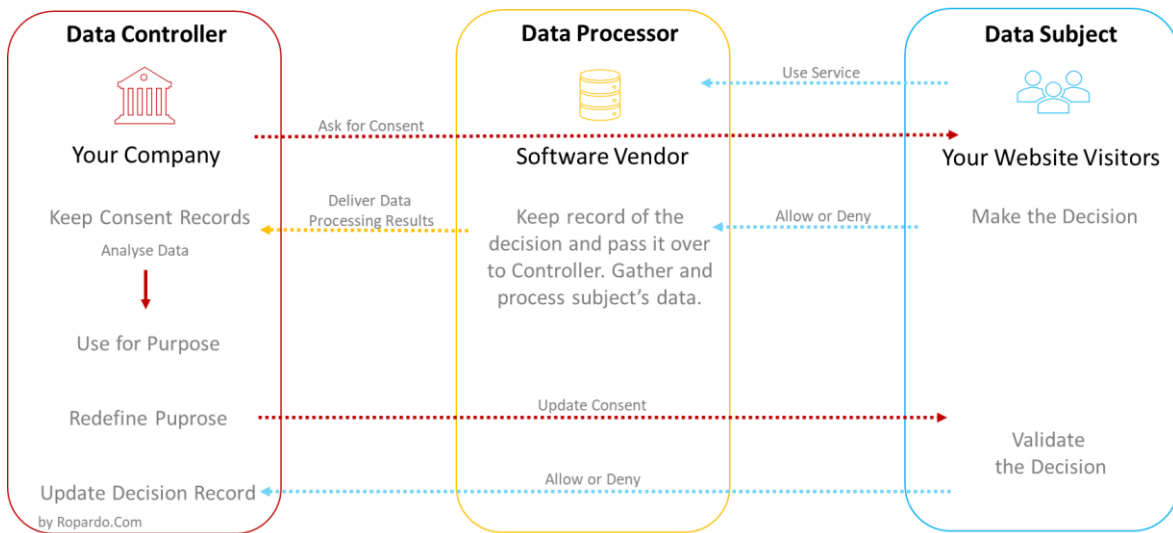 Data Controller
Data Processor
Data Subject
Use Service
Ask for Consent
Your Company
Software Vendor
Your Website Visitors
Deliver Data
Processing Results
Keep Consent Records
Analyse Data
Keep record of the
decision and pass it over
to Controller. Gather and
process subject's data.
Allow or Deny
Make the Decision
Use for Purpose
Redefine Puprose
Update Consent
Validate
the Decision
Update Decision Record
Allow or Deny
by Ropardo.Com